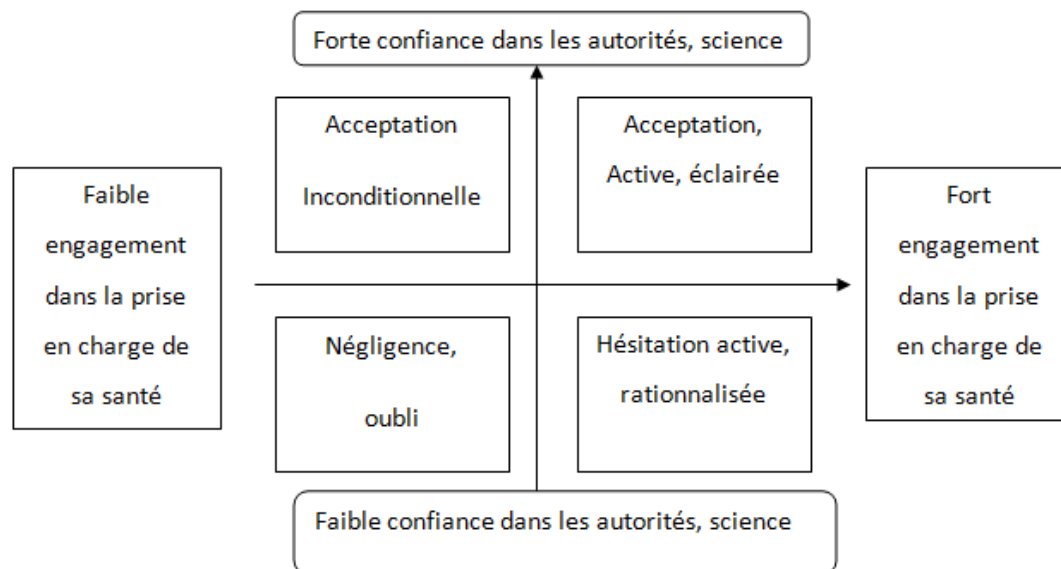 Forte confiance dans les autorités, science
Acceptation
Inconditionnelle
Acceptation,
Active, éclairée
Faible
engagement
dans la prise
en charge de
sa santé
Fort
engagement
dans la prise
en charge de
sa santé
Négligence,
oubli
Hésitation active,
rationnalisée
Faible confiance dans les autorités, science